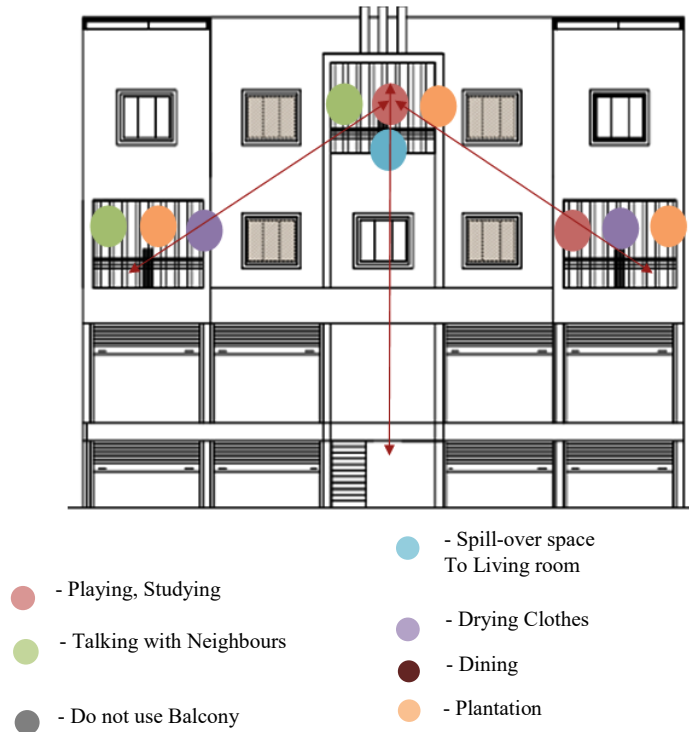 - Spill-over space
To Living room
- Playing, Studying
- Drying Clothes
- Talking with Neighbours
- Dining
- Plantation
- Do not use Balcony